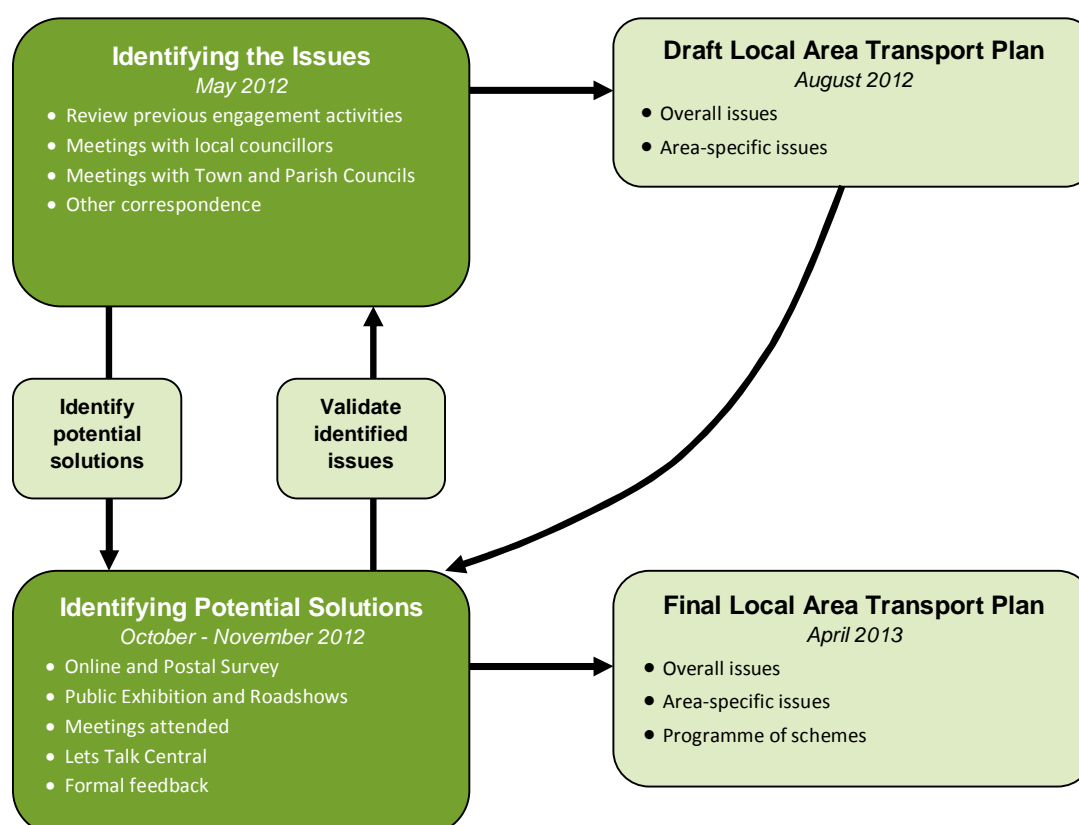 Identifying the Issues
May 2012
• Review previous engagement activities
• Meetings with local councillors
• Meetings with Town and Parish Councils
• Other correspondence
Draft Local Area Transport Plan
August 2012
• Overall issues
• Area-specific issues
Identify
potential
solutions
Validate
identified
issues
Identifying Potential Solutions
October - November 2012
• Online and Postal Survey
• Public Exhibition and Roadshows
• Meetings attended
• Lets Talk Central
• Formal feedback
Final Local Area Transport Plan
April 2013
• Overall issues
• Area-specific issues
• Programme of schemes